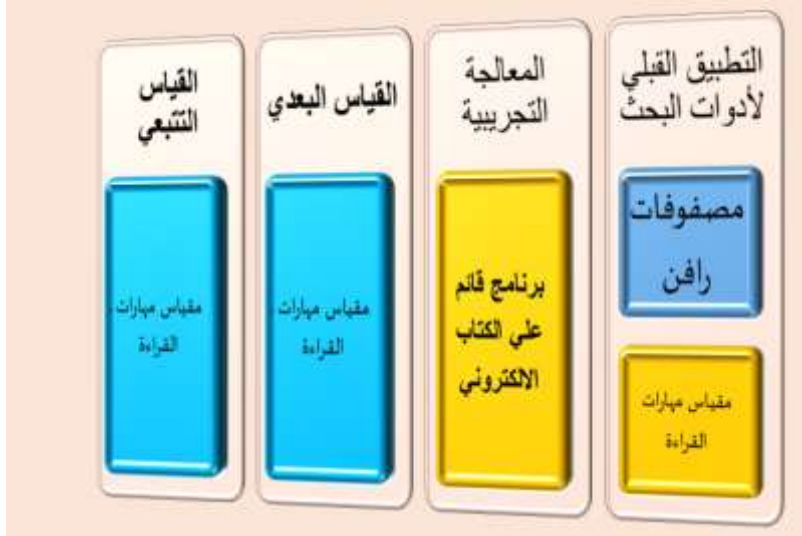 التطبيق القبلي
لأدوات البحث
مصفوفات
رافن
مقياس مهارات
القراءة
المعالجة
التجريبية
برنامج قائم
علي الكتاب
الالكتروني
القياس البعدي
مقياس مهارات
القراءة
القياس
التتبعي
مقياس مهارات
القراءة